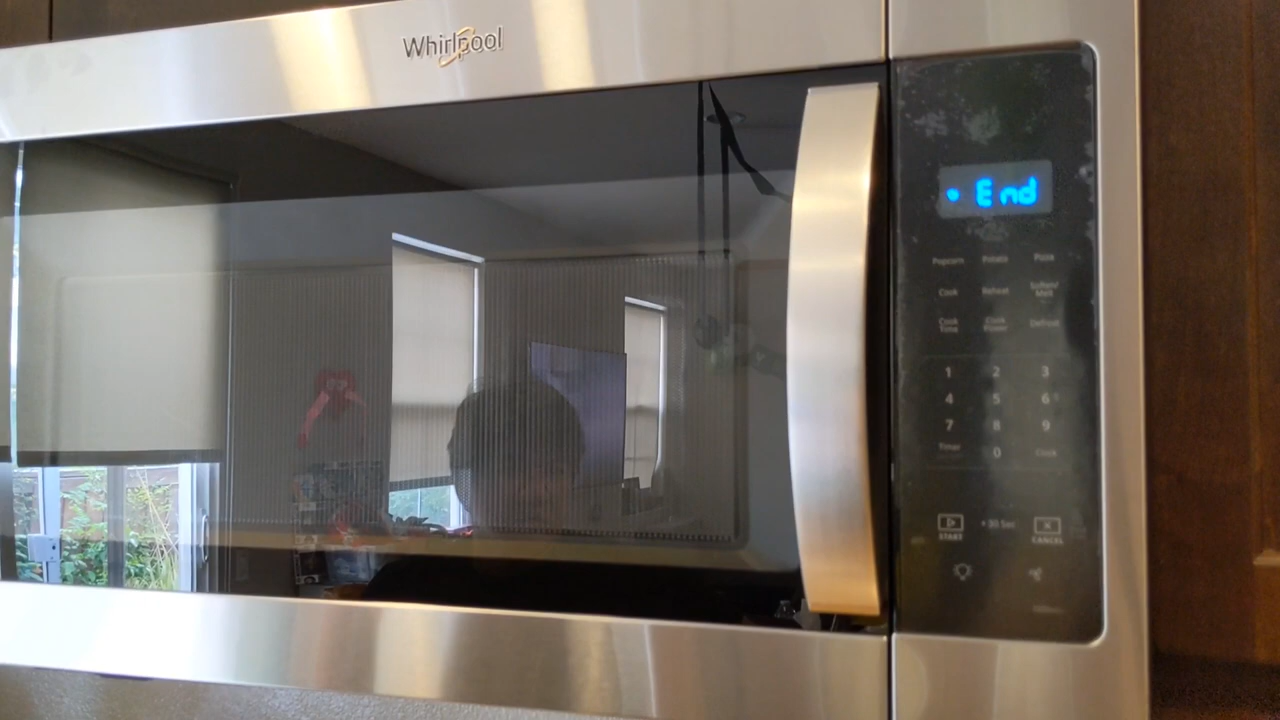 Whirlpool
End
Popcorn Potato Pizza
Cook Reheat Soften/
Melt
Cook
Time Cook
Power Defrost
1 2 3
4 5 6
7 8 9
Timer 0 Cook
START +30 Sec CANCEL